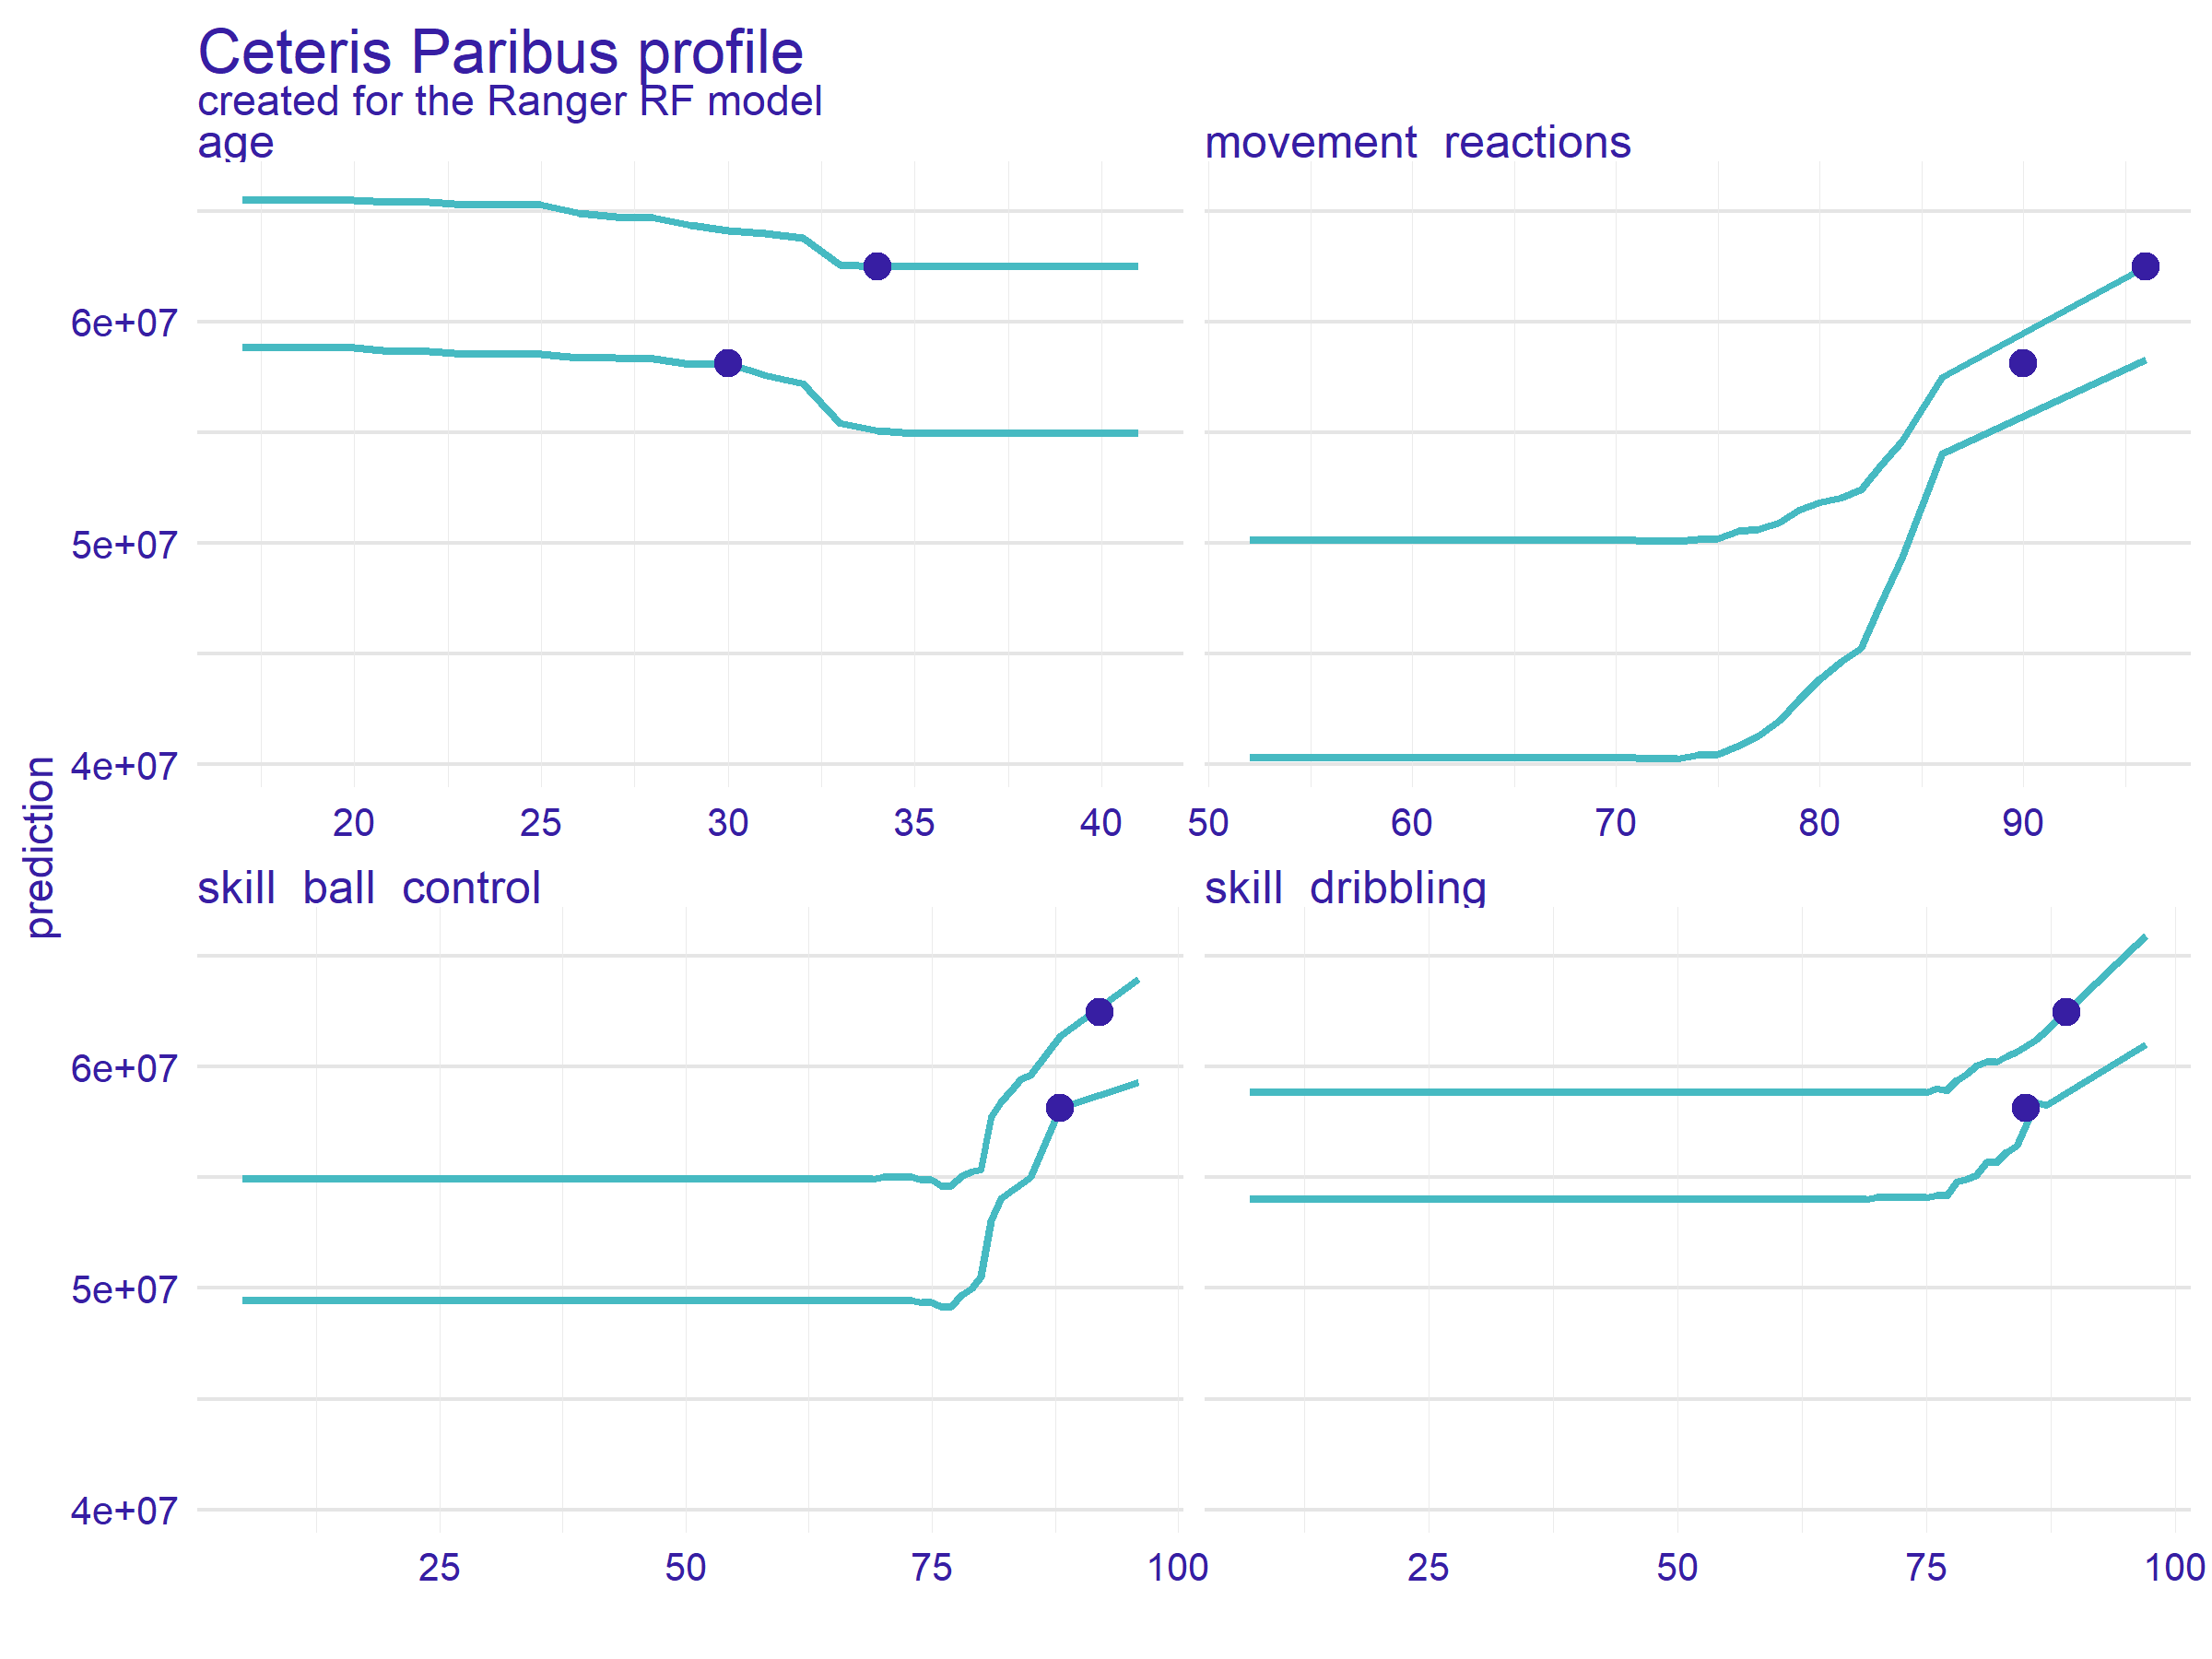 Ceteris Paribus profile
created for the Ranger RF model
age
movement reactions
6e+07
5e+07
4e+07
20 25 30 35 40
50 60 70 80 90
prediction
skill ball control
skill dribbling
6e+07
5e+07
4e+07
25 50 75 100
25 50 75 100